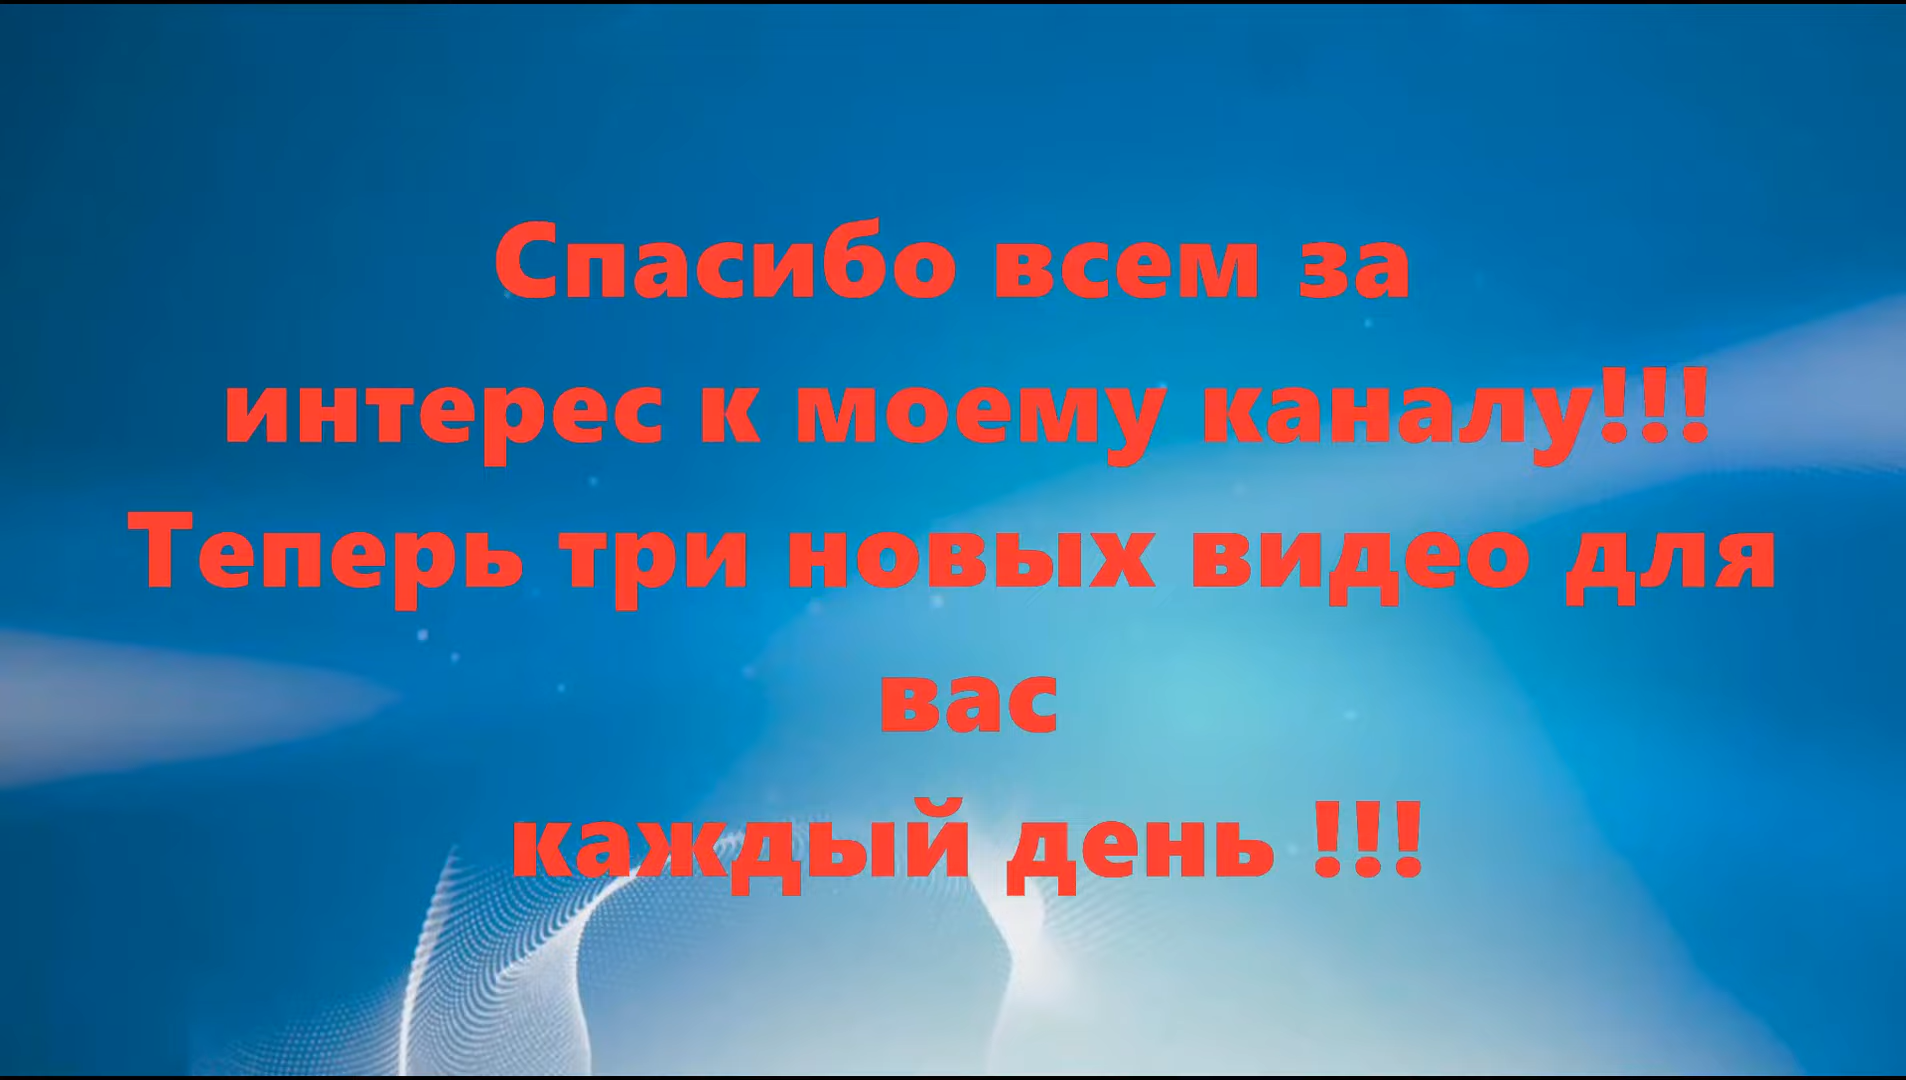 Спасибо всем за
интерес к моему каналу!!!
Теперь три новых видео для
вас
каждый день !!!